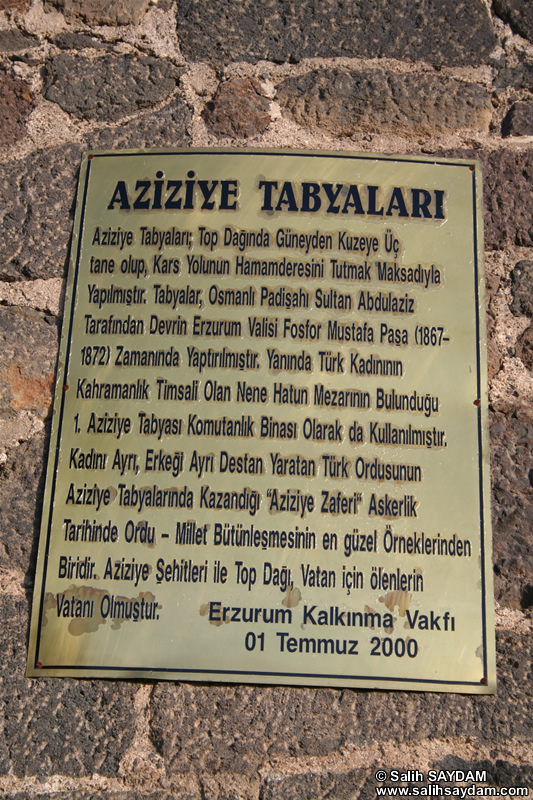 AZİZİYE TABYALARI
Aziziye Tabyaları; Top Dağında Güneyden Kuzeye Üç
tane olup, Kars Yolunun Hamamderesini Tutmak Maksadıyla
Yapılmıştır. Tabyalar, Osmanlı Padişahı Sultan Abdulaziz
Tarafından Devrin Erzurum Valisi Fosfor Mustafa Paşa (1867–
1872) Zamanında Yaptırılmıştır. Yanında Türk Kadınının
Kahramanlık Timsali Olan Nene Hatun Mezarının Bulunduğu
1. Aziziye Tabyası Komutanlık Binası Olarak da Kullanılmıştır.
Kadını Ayrı, Erkeği Ayrı Destan Yaratan Türk Ordusunun
Aziziye Tabyalarında Kazandığı "Aziziye Zaferi" Askerlik
Tarihinde Ordu – Millet Bütünleşmesinin en güzel Örneklerinden
Biridir. Aziziye Şehitleri ile Top Dağı, Vatan için ölenlerin
Vatanı Olmuştur. Erzurum Kalkınma Vakfı
01 Temmuz 2000
© Salih SAYDAM
www.salihsaydam.com